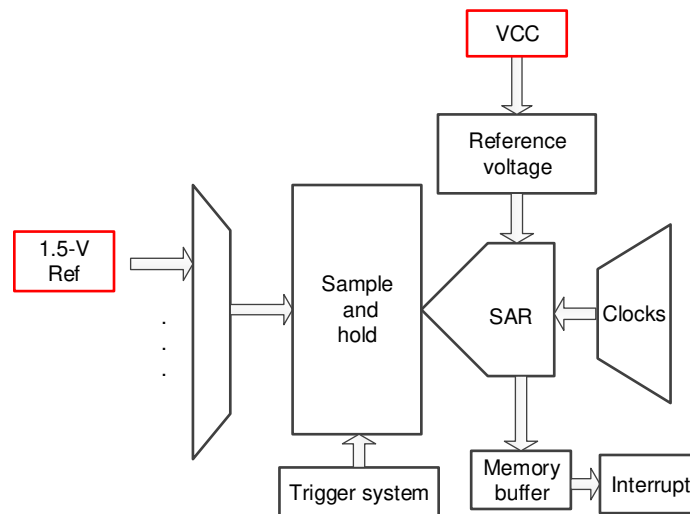 VCC
Reference
voltage
1.5-V
Ref
.
.
.
Sample
and
hold
SAR
Clocks
Trigger system
Memory
buffer
Interrupt